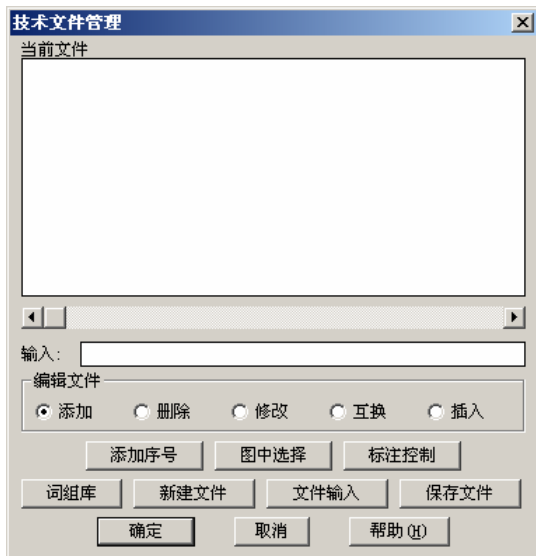 技术文件管理
当前文件
输入:
编辑文件
添加 删除 修改 互换 插入
添加序号 图中选择 标注控制
词组库 新建文件 文件输入 保存文件
确定 取消 帮助(H)